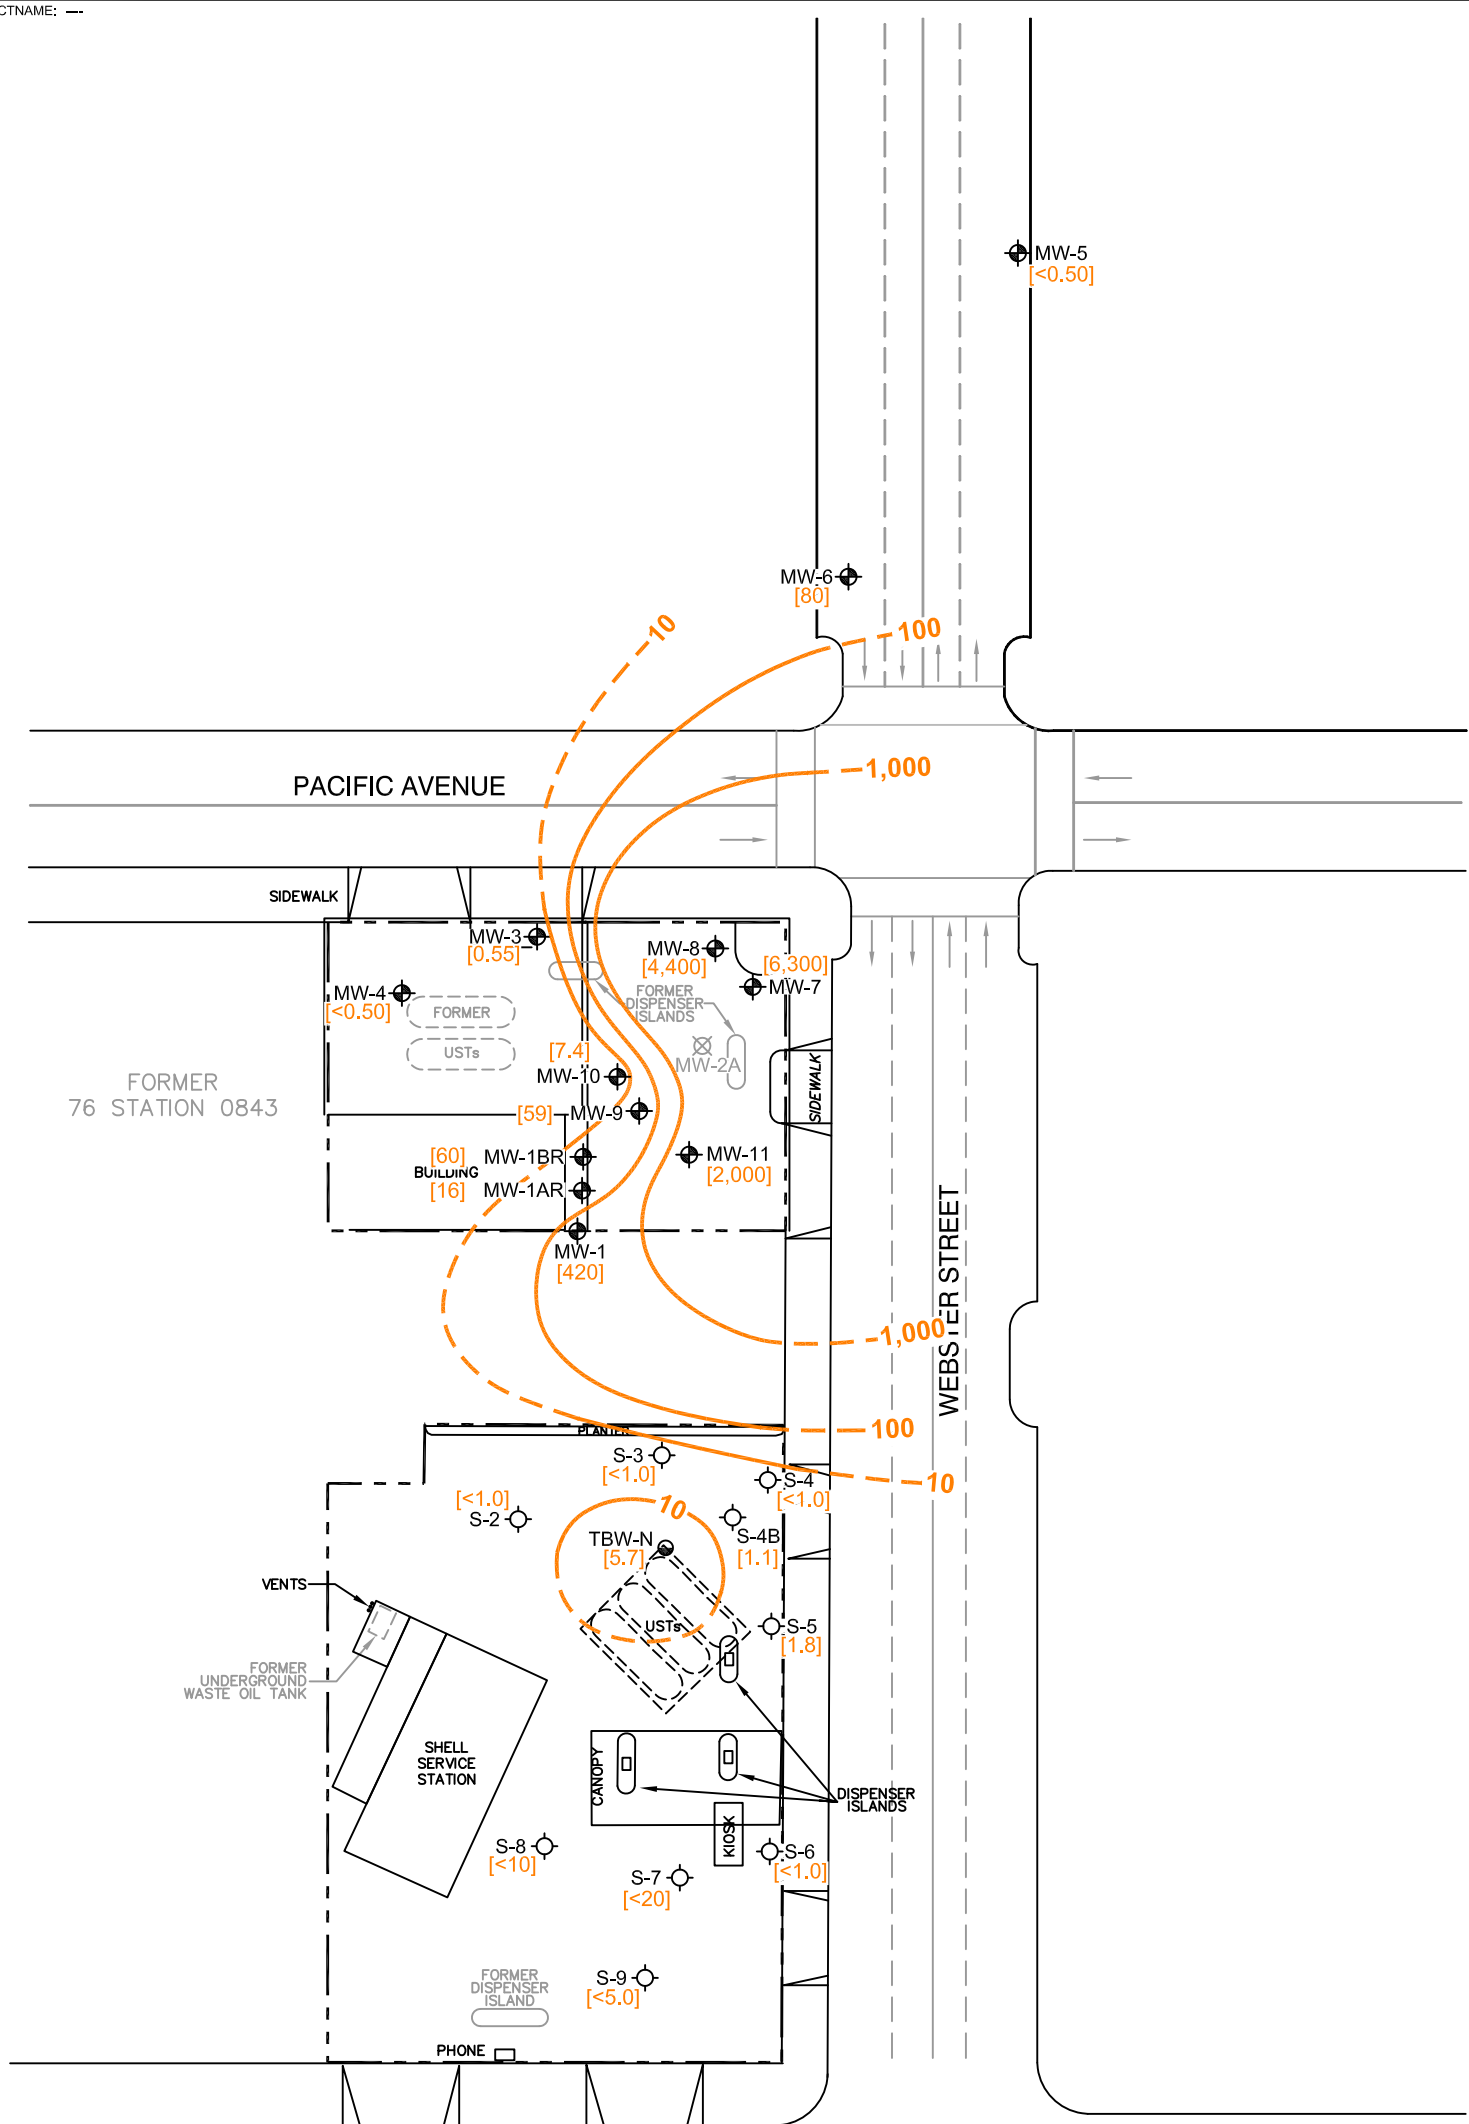 CTNAME: ---
MW-5
[<0.50]
MW-6
[80]
10
100
1,000
PACIFIC AVENUE
SIDEWALK
MW-3
[0.55]
MW-8
[4,400]
[6,300]
MW-7
MW-4
[<0.50]
FORMER
USTs
FORMER
DISPENSER
ISLANDS
MW-2A
[7.4]
MW-10
[59]
MW-9
SIDEWALK
FORMER
76 STATION 0843
[60]
MW-1BR
BUILDING
[16]
MW-1AR
MW-11
[2,000]
MW-1
[420]
WEBSTER STREET
1,000
100
10
PLANTER
S-3
[<1.0]
S-4
[<1.0]
[<1.0]
S-2
10
TBW-N
[5.7]
S-4B
[1.1]
VENTS
USTs
S-5
[1.8]
FORMER
UNDERGROUND
WASTE OIL TANK
SHELL
SERVICE
STATION
CANOPY
DISPENSER
ISLANDS
KIOSK
S-8
[<10]
S-7
[<20]
S-6
[<1.0]
S-9
[<5.0]
FORMER
DISPENSER
ISLAND
PHONE